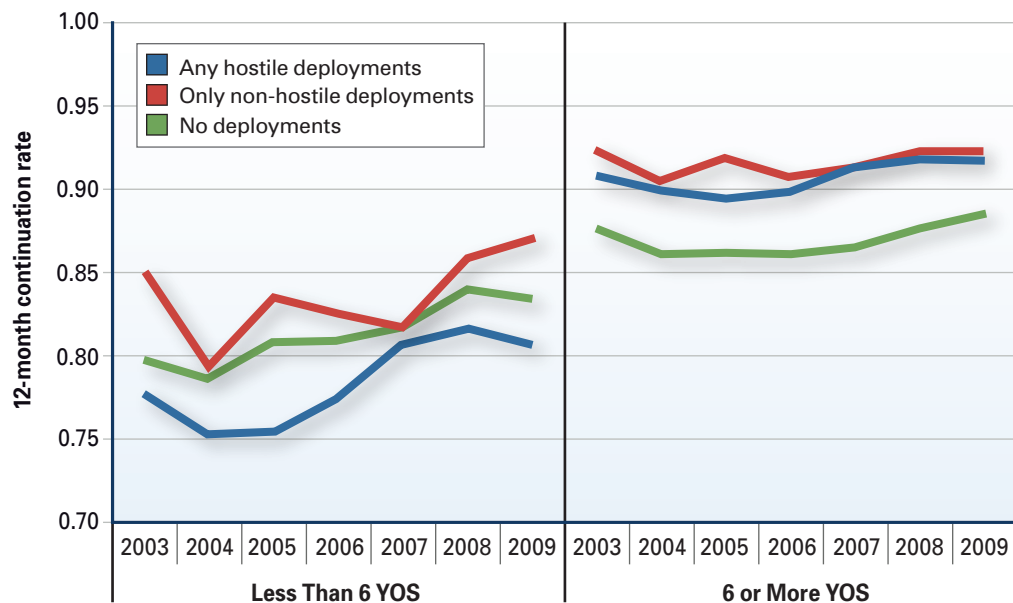 12-month continuation rate
1.00
0.95
0.90
0.85
0.80
0.75
0.70
Any hostile deployments
Only non-hostile deployments
No deployments
2003 2004 2005 2006 2007 2008 2009 2003 2004 2005 2006 2007 2008 2009
Less Than 6 YOS 6 or More YOS